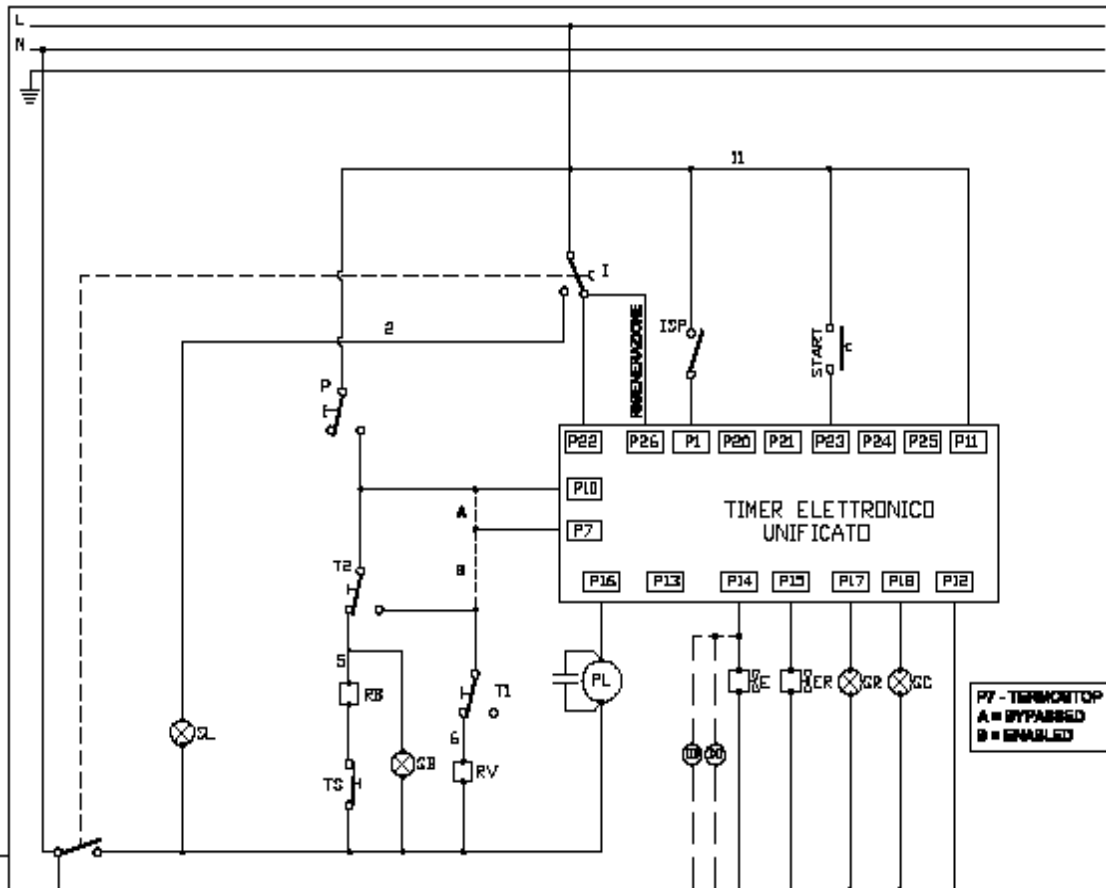 L
N
11
I
2
RIGENERAZIONE
ISP
START
P
P22 P26 P1 P20 P21 P23 P24 P25 P11
P10
A
TIMER ELETTRONICO
UNIFICATO
P7
B
T2
P16 P13 P14 P15 P17 P18 P12
5
RB
T1
PL
E
ER
GR
GC
P7 - TERMOSTOP
A = BYPASSED
B = ENABLED
6
SL
TS
SB
RV